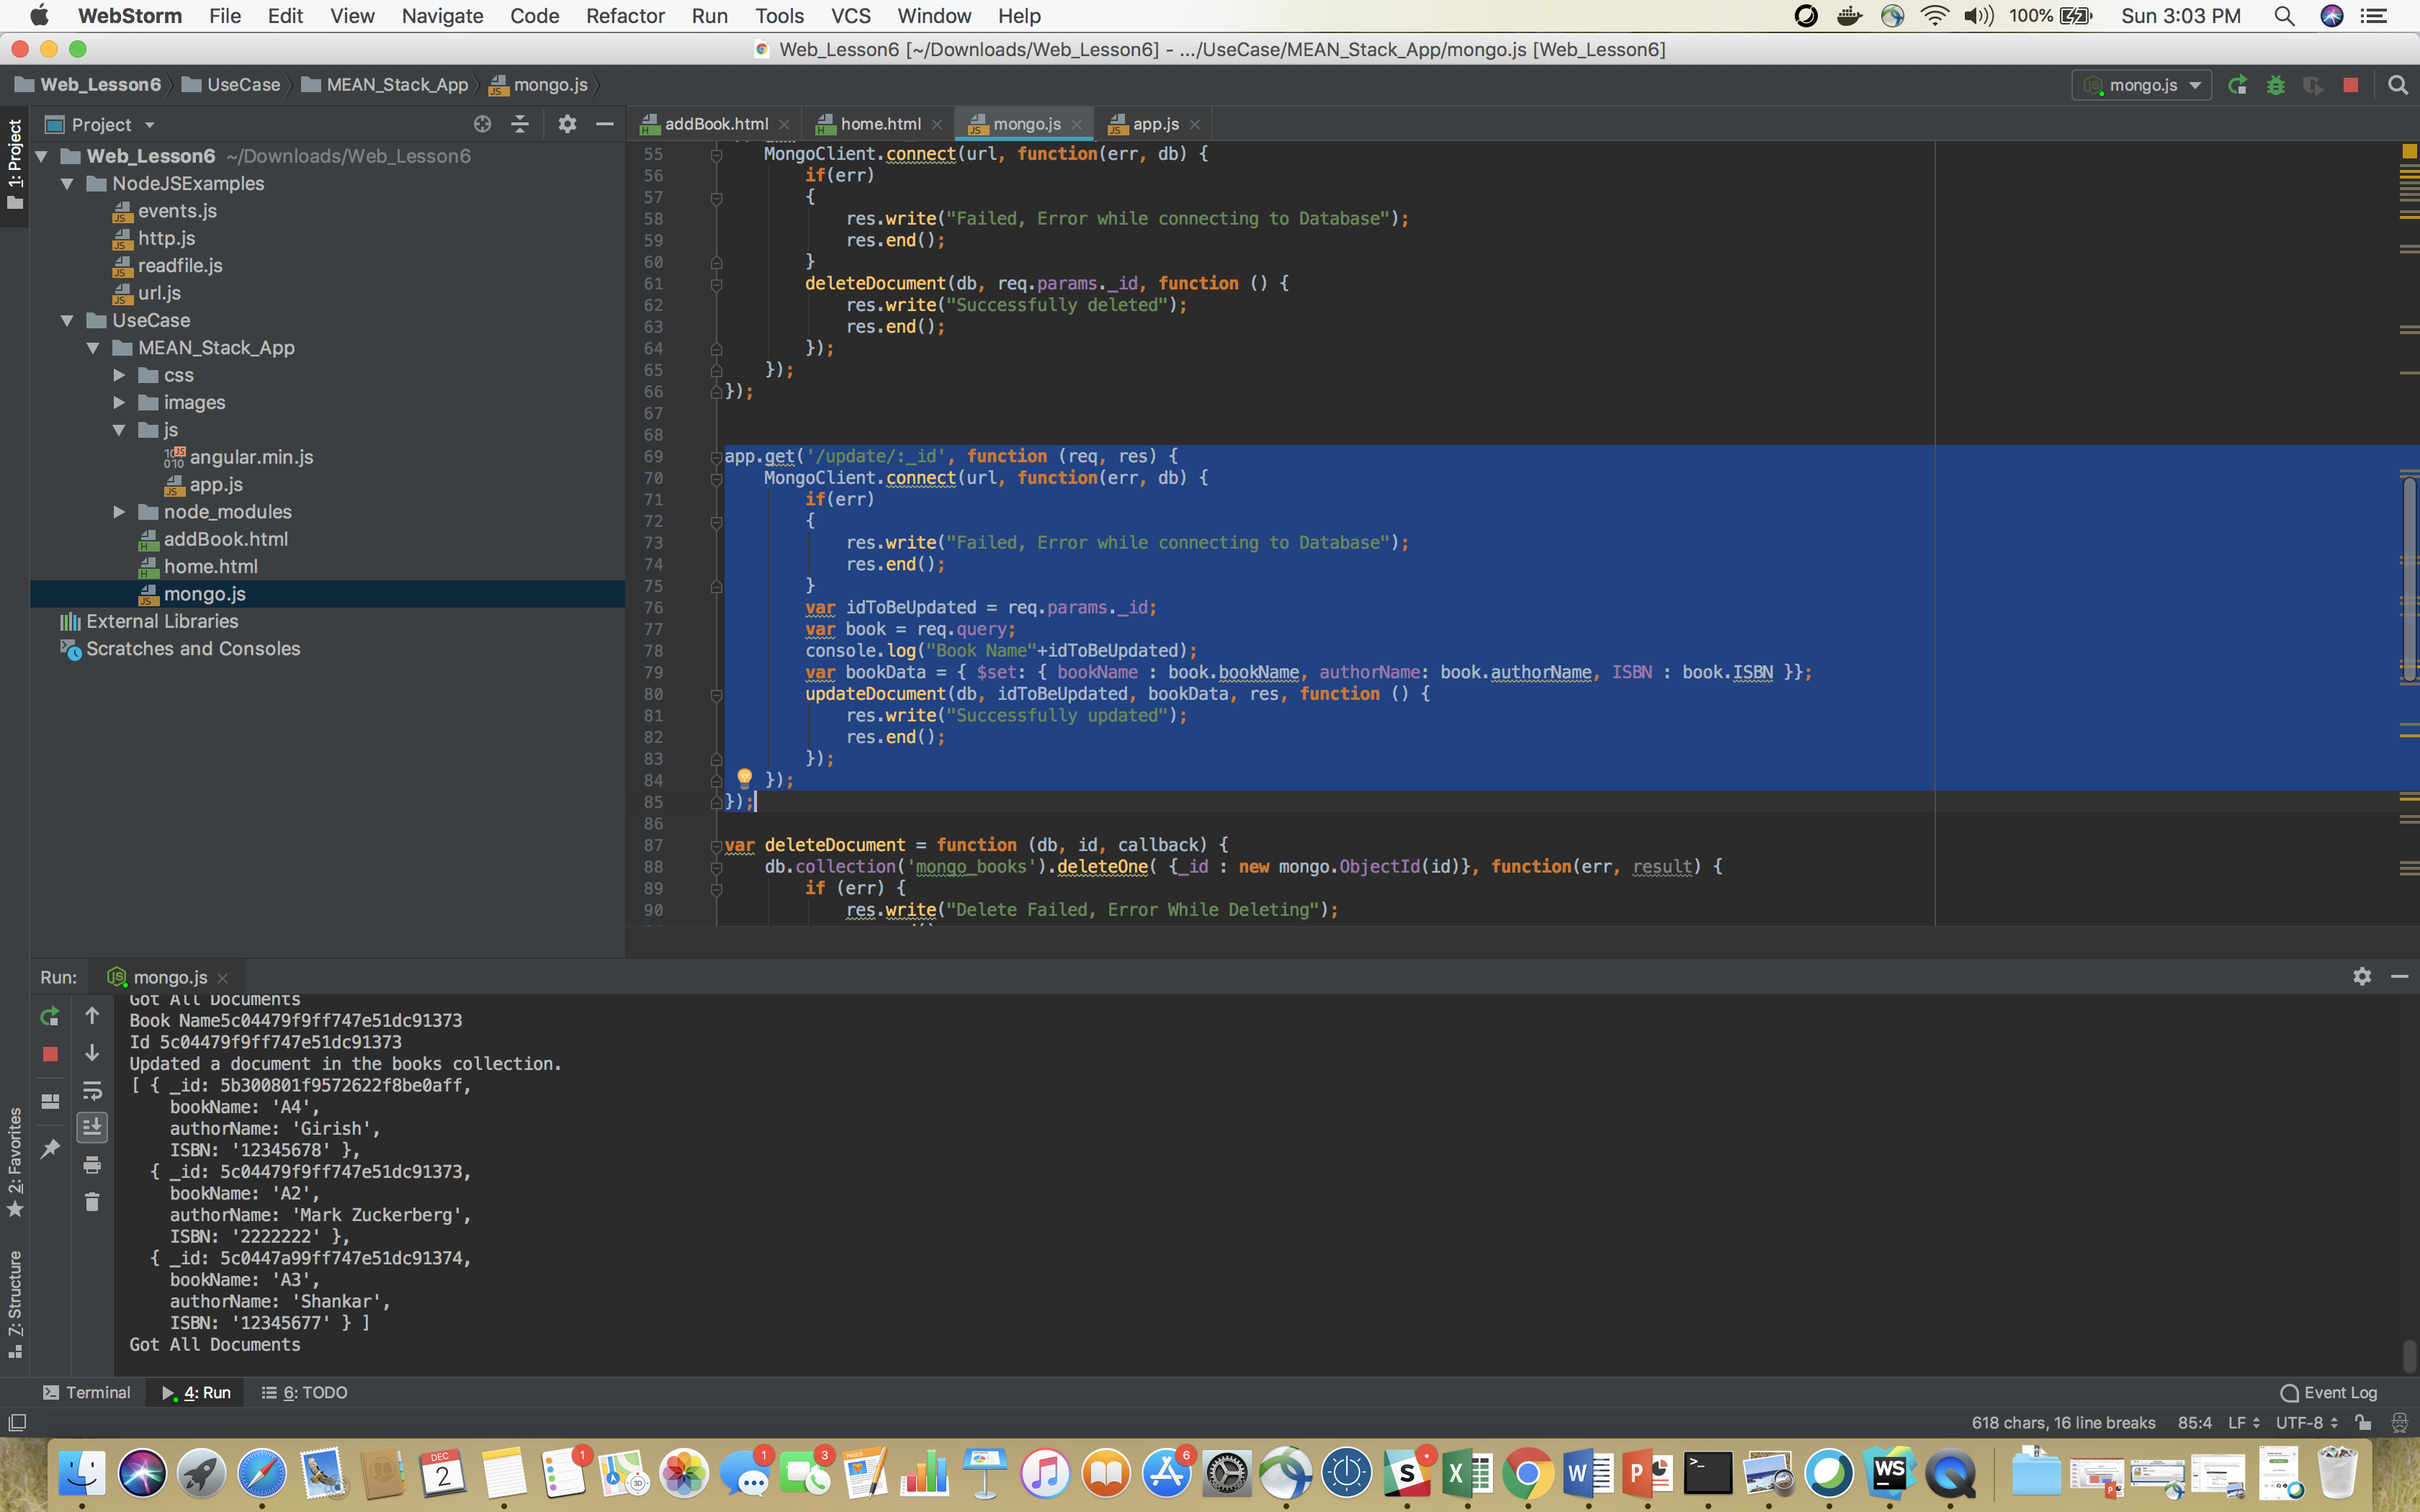 WebStorm File Edit View Navigate Code Refactor Run Tools VCS Window Help 100% Sun 3:03 PM
Web_Lesson6 [~/Downloads/Web_Lesson6] - .../UseCase/MEAN_Stack_App/mongo.js [Web_Lesson6]
Web_Lesson6 UseCase MEAN_Stack_App mongo.js mongo.js
Project
addBook.html home.html mongo.js app.js
1: Project
Web_Lesson6 ~/Downloads/Web_Lesson6
NodeJSExamples
events.js
http.js
readfile.js
url.js
UseCase
MEAN_Stack_App
css
images
js
angular.min.js
app.js
node_modules
addBook.html
home.html
mongo.js
External Libraries
Scratches and Consoles
55 MongoClient.connect(url, function(err, db) {
56 if(err)
57 {
58 res.write("Failed, Error while connecting to Database");
59 res.end();
60 }
61 deleteDocument(db, req.params._id, function () {
62 res.write("Successfully deleted");
63 res.end();
64 });
65 });
66 });
67
68
69 app.get('/update/:_id', function (req, res) {
70 MongoClient.connect(url, function(err, db) {
71 if(err)
72 {
73 res.write("Failed, Error while connecting to Database");
74 res.end();
75 }
76 var idToBeUpdated = req.params._id;
77 var book = req.query;
78 console.log("Book Name"+idToBeUpdated);
79 var bookData = { $set: { bookName : book.bookName, authorName: book.authorName, ISBN : book.ISBN }};
80 updateDocument(db, idToBeUpdated, bookData, res, function () {
81 res.write("Successfully updated");
82 res.end();
83 });
84 });
85 });
86
87 var deleteDocument = function (db, id, callback) {
88 db.collection('mongo_books').deleteOne( {_id : new mongo.ObjectId(id)}, function(err, result) {
89 if (err) {
90 res.write("Delete Failed, Error While Deleting");
Run: mongo.js
Got All Documents
Book Name5c04479f9ff747e51dc91373
Id 5c04479f9ff747e51dc91373
Updated a document in the books collection.
[ { _id: 5b300801f9572622f8be0aff,
bookName: 'A4',
authorName: 'Girish',
ISBN: '12345678' },
{ _id: 5c04479f9ff747e51dc91373,
bookName: 'A2',
authorName: 'Mark Zuckerberg',
ISBN: '2222222' },
{ _id: 5c0447a99ff747e51dc91374,
bookName: 'A3',
authorName: 'Shankar',
ISBN: '12345677' } ]
Got All Documents
2: Favorites
7: Structure
Terminal 4: Run 6: TODO Event Log
618 chars, 16 line breaks 85:4 LF UTF-8
DEC
2
1
1
3
PAGES
6
S
X
W
P
>_
WS